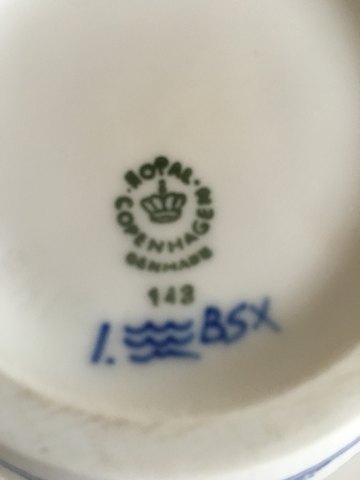 ROYAL
COPENHAGEN
DENMARK
143
1. BSX